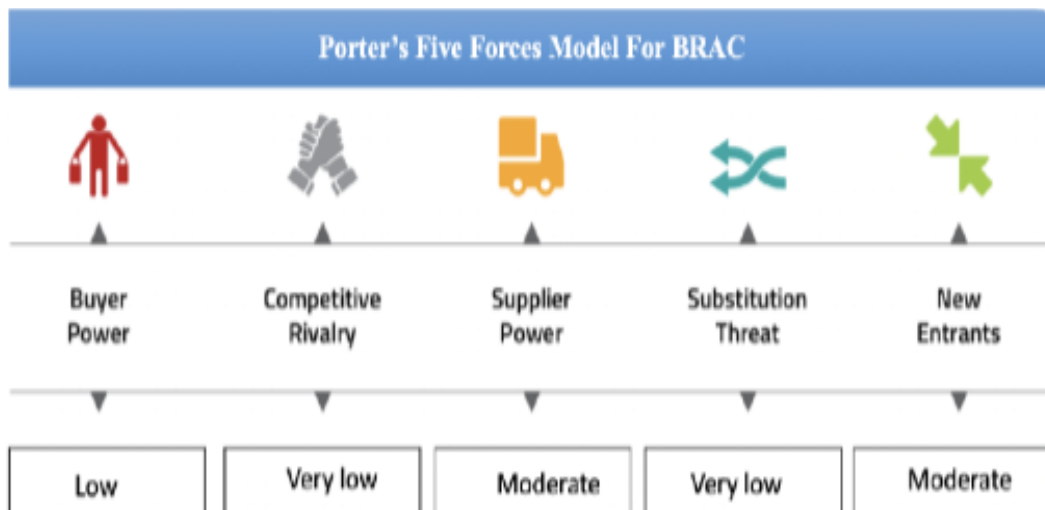 Porter's Five Forces Model For BRAC
Buyer
Power
Competitive
Rivalry
Supplier
Power
Substitution
Threat
New
Entrants
Low
Very low
Moderate
Very low
Moderate